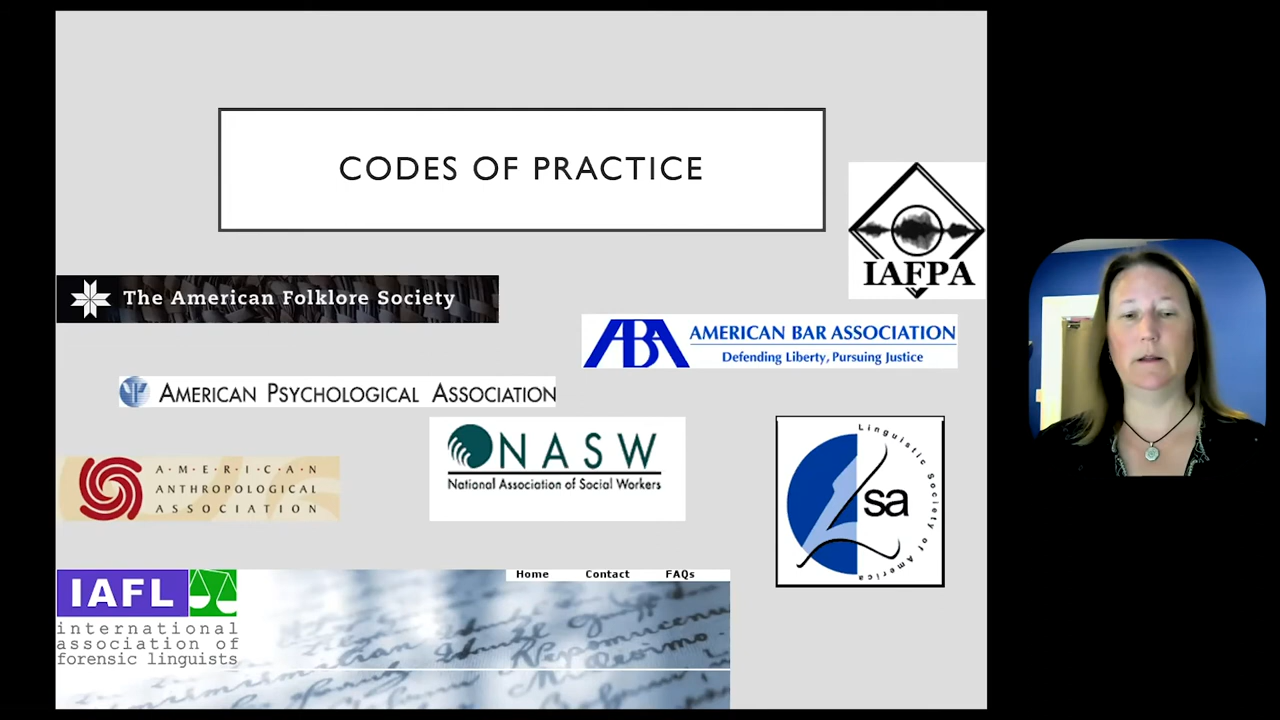 CODES OF PRACTICE
IAFPA
The American Folklore Society
ABA AMERICAN BAR ASSOCIATION
Defending Liberty, Pursuing Justice
AMERICAN PSYCHOLOGICAL ASSOCIATION
NASW
National Association of Social Workers
A·M·E·R·I·C·A·N
ANTHROPOLOGICAL
ASSOCIATION
Lsa
Linguistic Society of America
Home Contact FAQs
IAFL
international
association of
forensic linguists